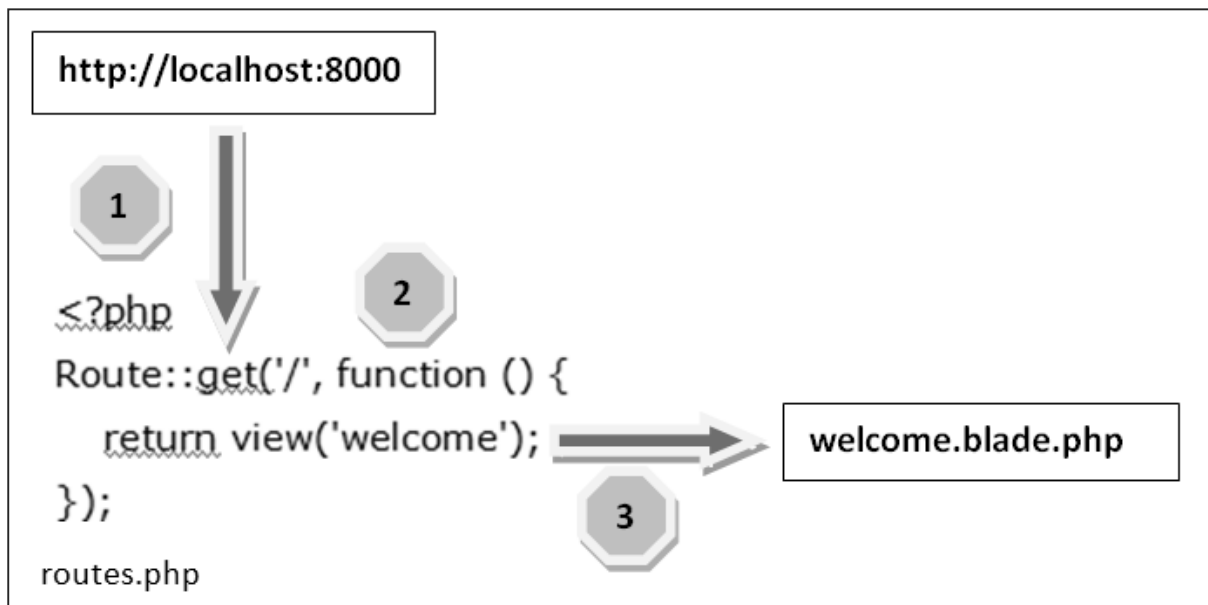 http://localhost:8000
1
2
<?php
Route::get('/', function () {
return view('welcome');
welcome.blade.php
3
});
routes.php